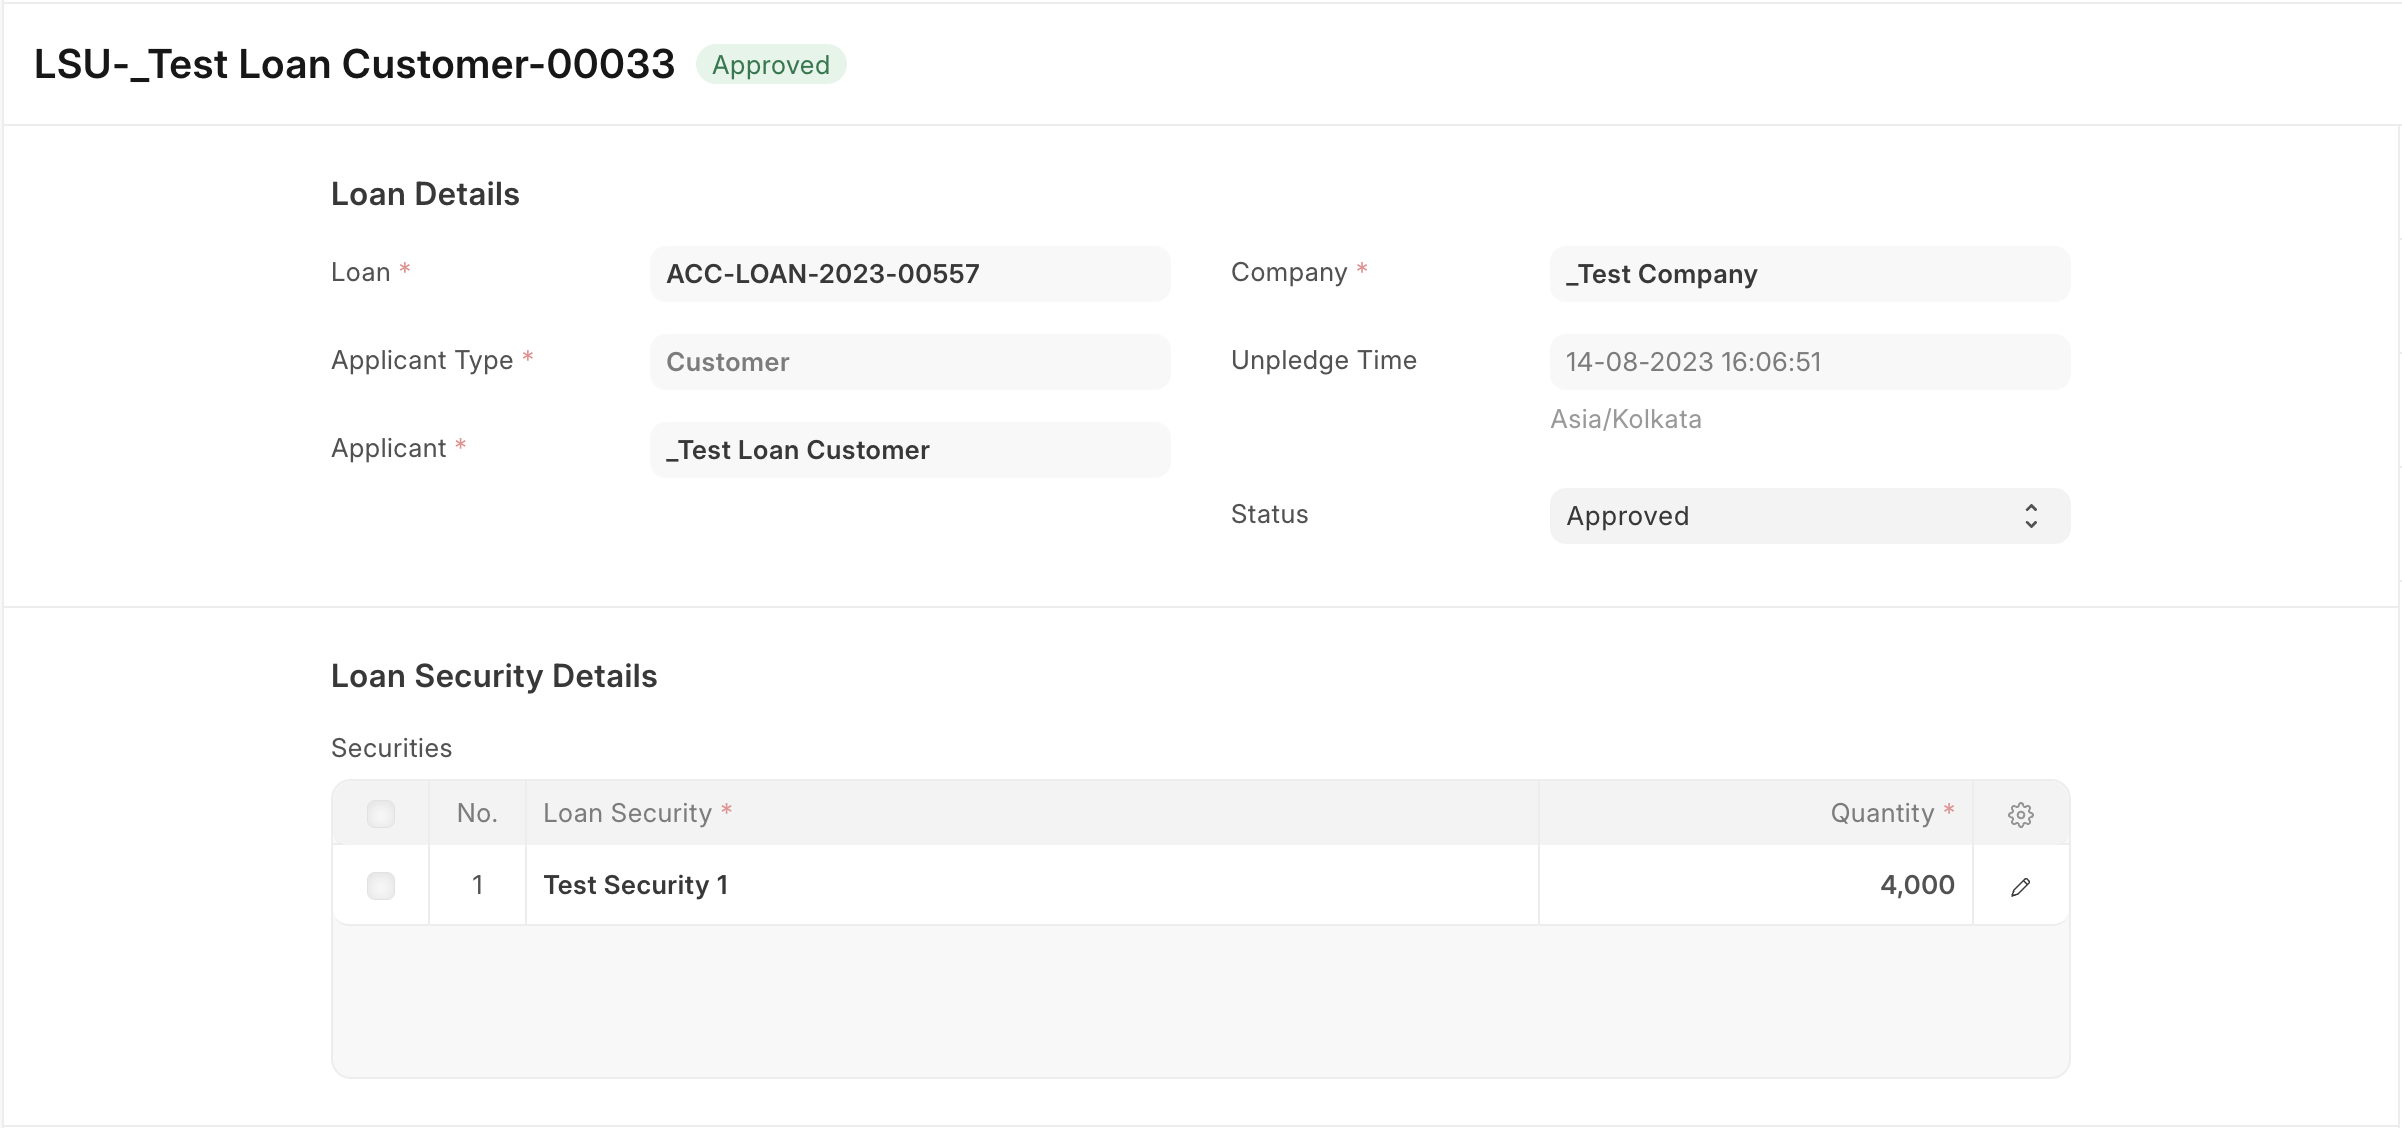 LSU-_Test Loan Customer-00033 Approved
Loan Details
Loan * ACC-LOAN-2023-00557
Company * _Test Company
Applicant Type * Customer
Unpledge Time 14-08-2023 16:06:51
Asia/Kolkata
Applicant * _Test Loan Customer
Status Approved
Loan Security Details
Securities
No. Loan Security * Quantity *
1 Test Security 1 4,000